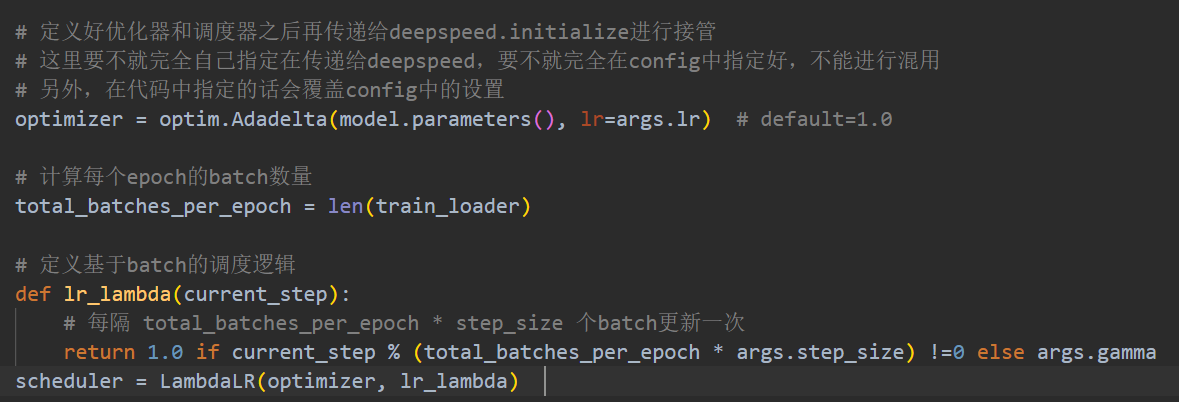 # 定义好优化器和调度器之后再传递给deepspeed.initialize进行接管
# 这里要不就完全自己指定在传递给deepspeed，要不就完全在config中指定好，不能进行混用
# 另外，在代码中指定的话会覆盖config中的设置
optimizer = optim.Adadelta(model.parameters(), lr=args.lr)  # default=1.0
# 计算每个epoch的batch数量
total_batches_per_epoch = len(train_loader)
# 定义基于batch的调度逻辑
def lr_lambda(current_step):
    # 每隔 total_batches_per_epoch * step_size 个batch更新一次
    return 1.0 if current_step % (total_batches_per_epoch * args.step_size) !=0 else args.gamma
scheduler = LambdaLR(optimizer, lr_lambda)